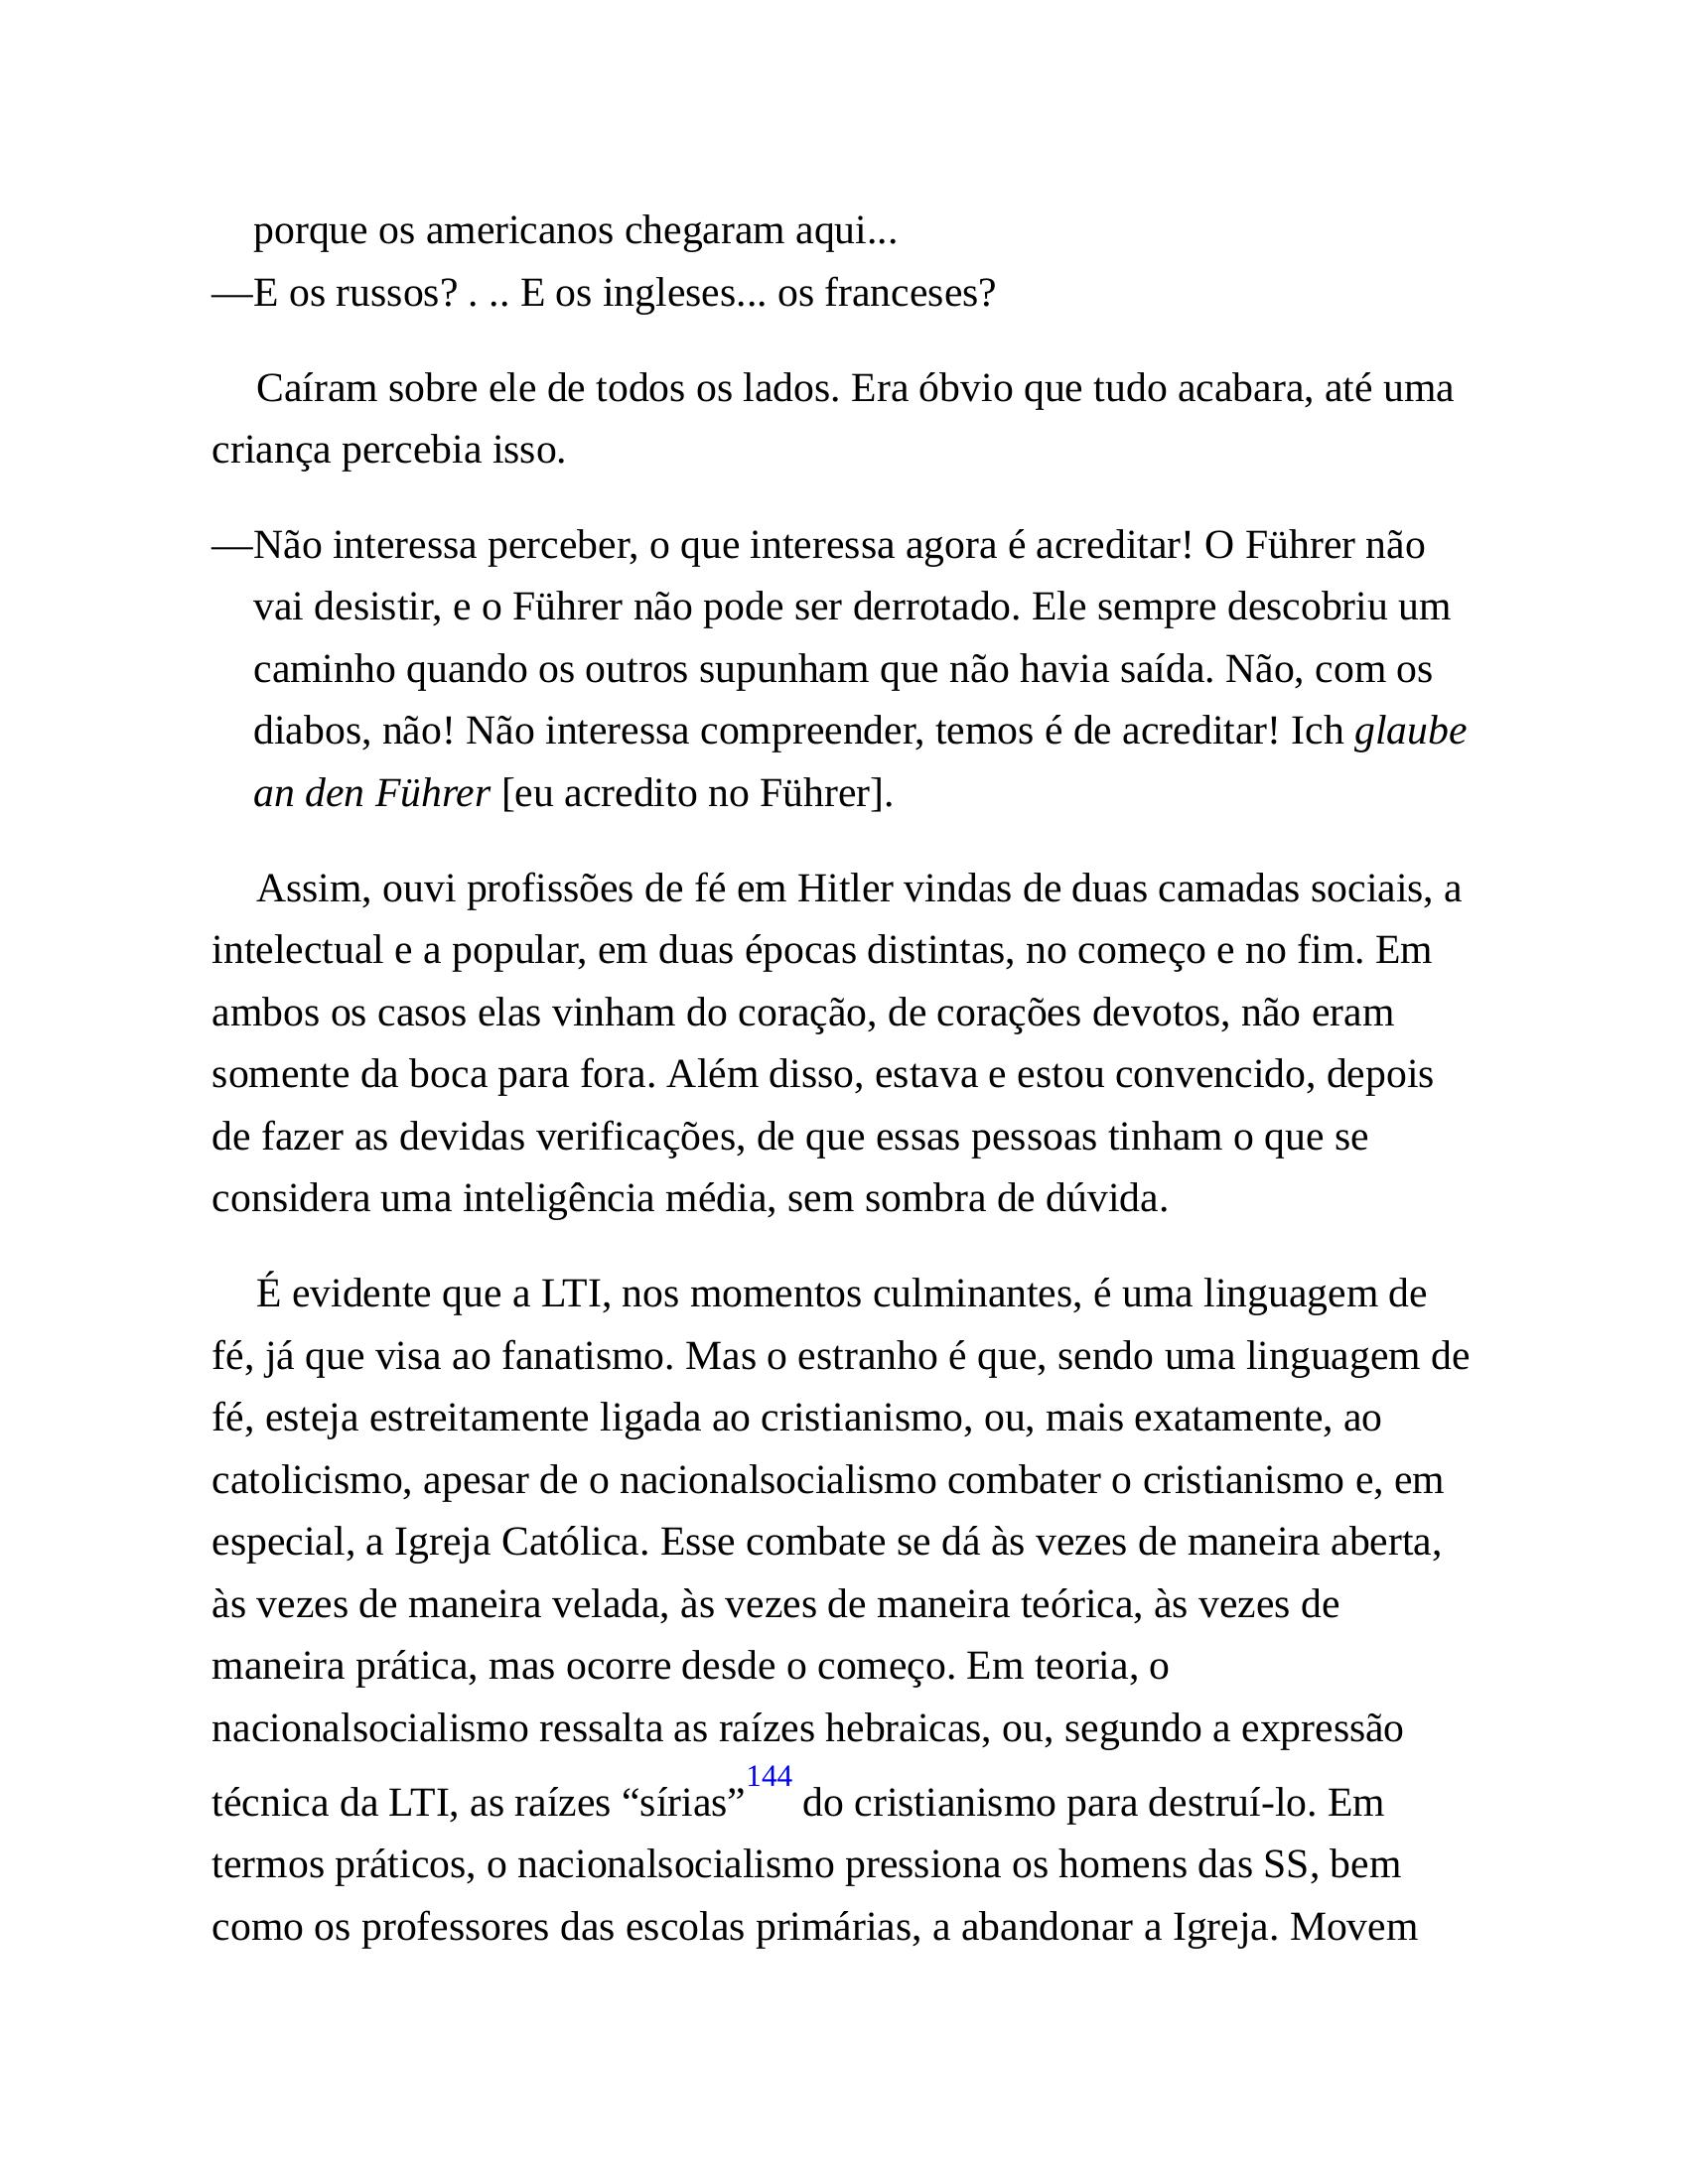 porque os americanos chegaram aqui...
—E os russos? . .. E os ingleses... os franceses?
Caíram sobre ele de todos os lados. Era óbvio que tudo acabara, até uma
criança percebia isso.
—Não interessa perceber, o que interessa agora é acreditar! O Führer não
vai desistir, e o Führer não pode ser derrotado. Ele sempre descobriu um
caminho quando os outros supunham que não havia saída. Não, com os
diabos, não! Não interessa compreender, temos é de acreditar! Ich glaube
an den Führer [eu acredito no Führer].
Assim, ouvi profissões de fé em Hitler vindas de duas camadas sociais, a
intelectual e a popular, em duas épocas distintas, no começo e no fim. Em
ambos os casos elas vinham do coração, de corações devotos, não eram
somente da boca para fora. Além disso, estava e estou convencido, depois
de fazer as devidas verificações, de que essas pessoas tinham o que se
considera uma inteligência média, sem sombra de dúvida.
É evidente que a LTI, nos momentos culminantes, é uma linguagem de
fé, já que visa ao fanatismo. Mas o estranho é que, sendo uma linguagem de
fé, esteja estreitamente ligada ao cristianismo, ou, mais exatamente, ao
catolicismo, apesar de o nacionalsocialismo combater o cristianismo e, em
especial, a Igreja Católica. Esse combate se dá às vezes de maneira aberta,
às vezes de maneira velada, às vezes de maneira teórica, às vezes de
maneira prática, mas ocorre desde o começo. Em teoria, o
nacionalsocialismo ressalta as raízes hebraicas, ou, segundo a expressão
técnica da LTI, as raízes “sírias”144 do cristianismo para destruí-lo. Em
termos práticos, o nacionalsocialismo pressiona os homens das SS, bem
como os professores das escolas primárias, a abandonar a Igreja. Movem